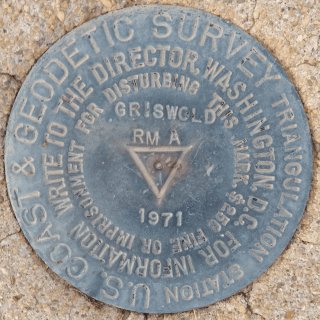 U.S. COAST & GEODETIC SURVEY TRIANGULATION STATION
FOR INFORMATION WRITE TO THE DIRECTOR, WASHINGTON, D.C.
$250 FINE OR IMPRISONMENT FOR DISTURBING THIS MARK.
GRISWOLD
RM A
1971